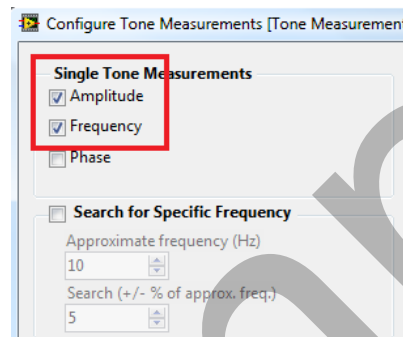 Configure Tone Measurements [Tone Measurement
Single Tone Measurements
Amplitude
Frequency
Phase
Search for Specific Frequency
Approximate frequency (Hz)
10
Search (+/- % of approx. freq.)
5